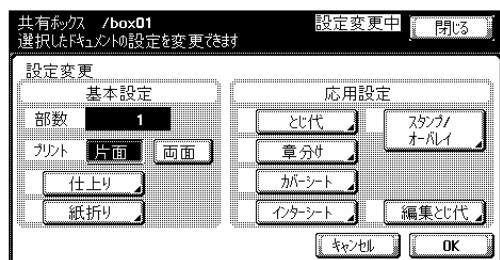 共有ボックス /box01 設定変更中 閉じる
選択したドキュメントの設定を変更できます
設定変更
基本設定 応用設定
部数 1
プリント 片面 両面
仕上り
紙折り
とじ代
章分け
カバーシート
インターシート
スタンプ/
オーバレイ
編集とじ代
キャンセル OK